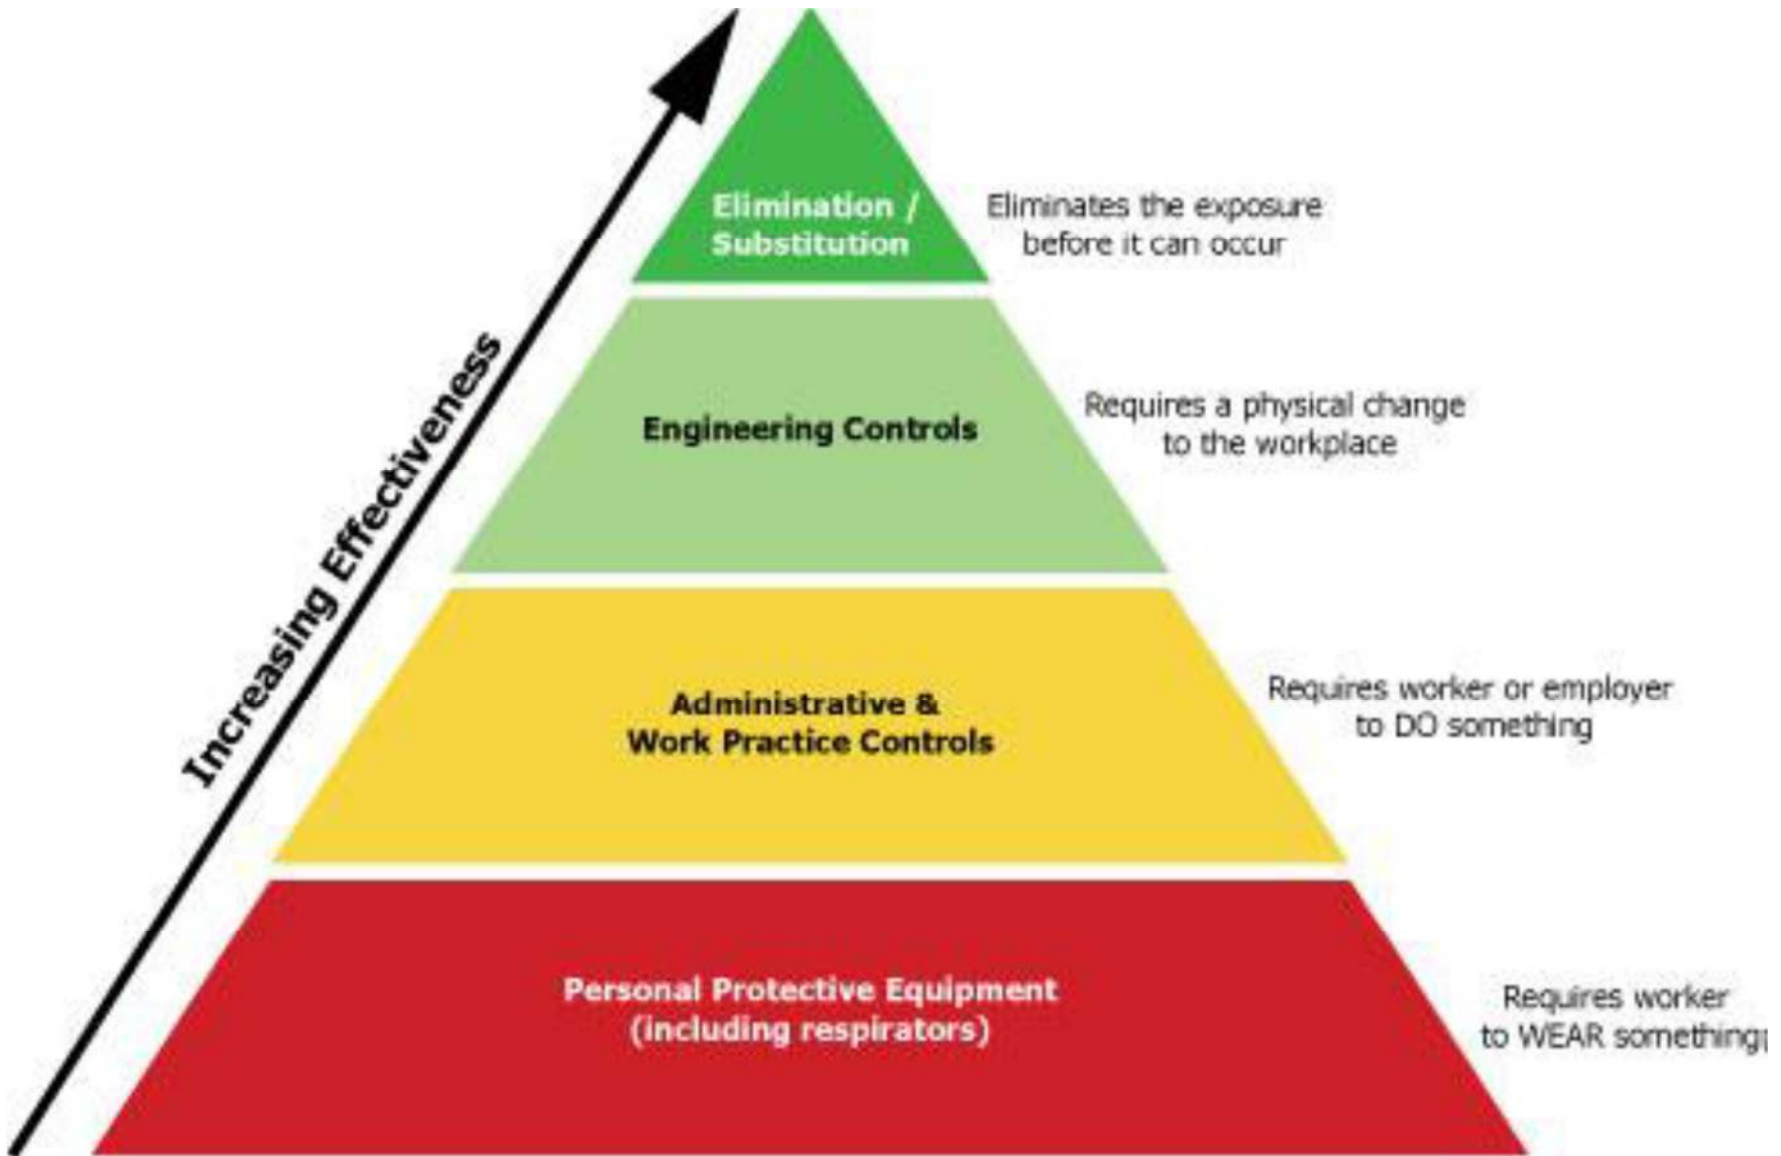 Elimination /
Substitution
Eliminates the exposure
before it can occur
Engineering Controls
Requires a physical change
to the workplace
Increasing Effectiveness
Administrative &
Work Practice Controls
Requires worker or employer
to DO something
Personal Protective Equipment
(including respirators)
Requires worker
to WEAR something